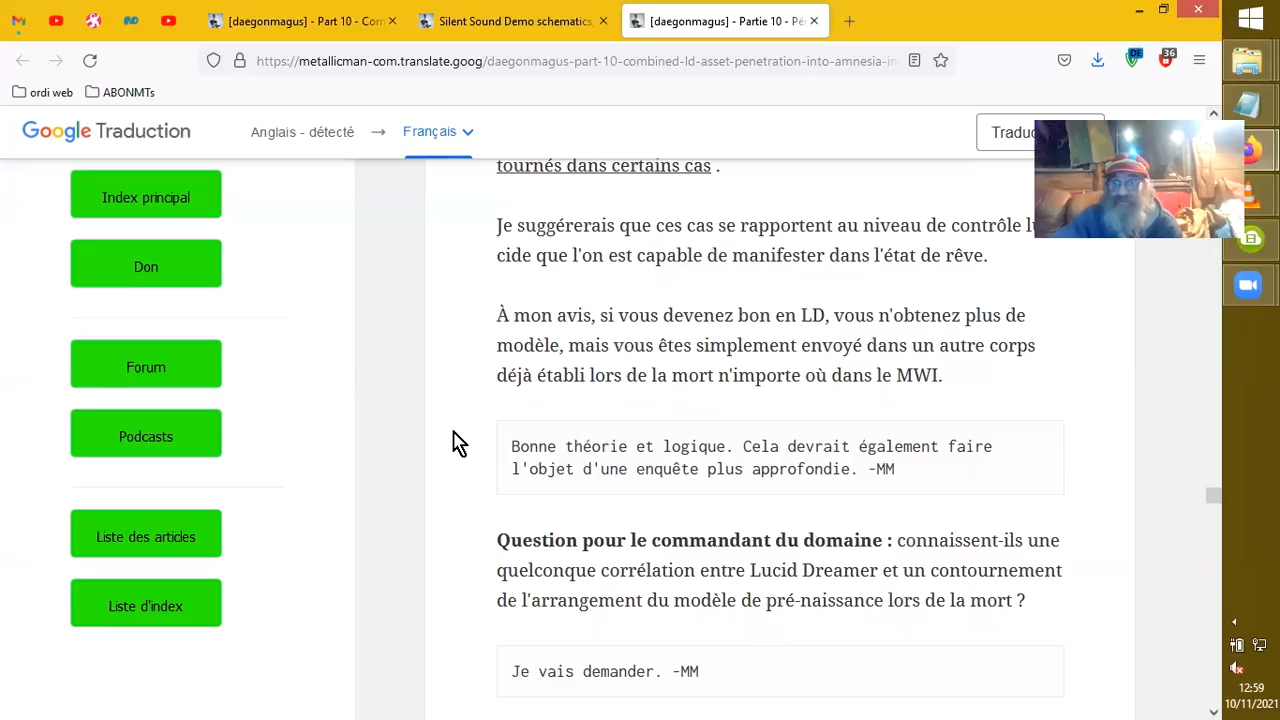 [daegonmagus] - Part 10 - Con
Silent Sound Demo schematics,
[daegonmagus] - Partie 10 - Pé
https://metallicman-com.translate.goog/daegonmagus-part-10-combined-ld-asset-penetration-into-amnesia-in
DE
36
ordi web
ABONMTs
Google Traduction
Anglais - détecté
Français
Traduc
Index principal
Don
Forum
Podcasts
Liste des articles
Liste d'index
tournés dans certains cas .
Je suggérerais que ces cas se rapportent au niveau de contrôle lu
cide que l'on est capable de manifester dans l'état de rêve.
À mon avis, si vous devenez bon en LD, vous n'obtenez plus de
modèle, mais vous êtes simplement envoyé dans un autre corps
déjà établi lors de la mort n'importe où dans le MWI.
Bonne théorie et logique. Cela devrait également faire
l'objet d'une enquête plus approfondie. -MM
Question pour le commandant du domaine : connaissent-ils une
quelconque corrélation entre Lucid Dreamer et un contournement
de l'arrangement du modèle de pré-naissance lors de la mort ?
Je vais demander. -MM
12:59
10/11/2021